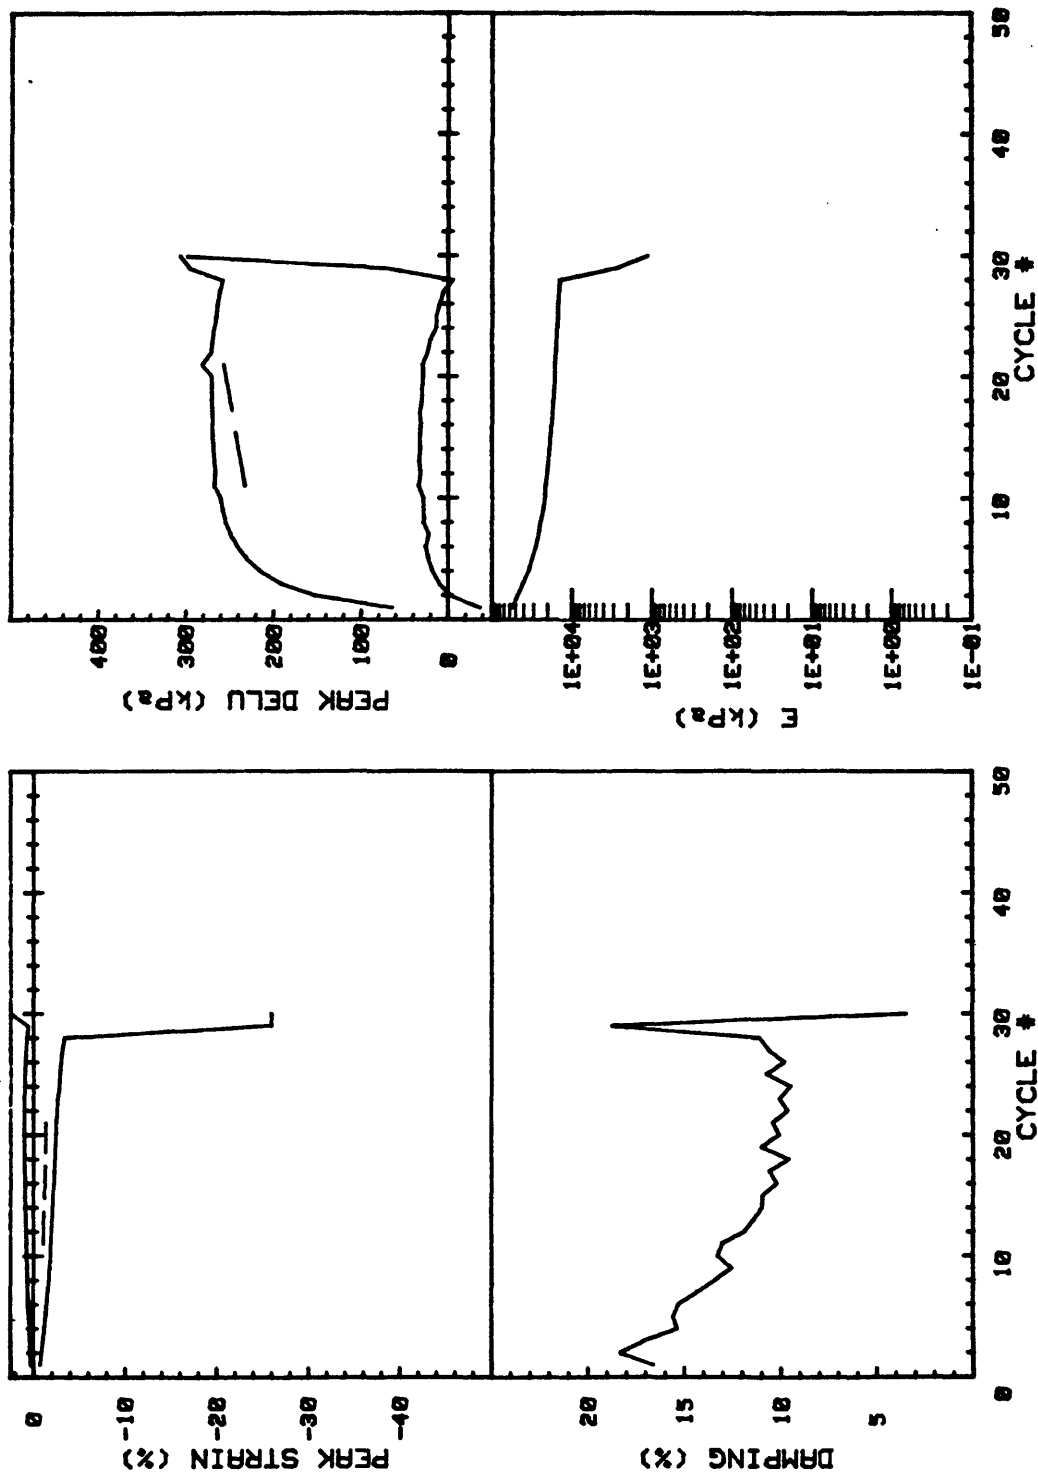 PEAK STRAIN (%)
0
-10
-20
-30
-40
DAMPING (%)
20
15
10
5
0
10
20
30
40
50
CYCLE #
PEAK DELU (kPa)
400
300
200
100
0
E (kPa)
1E+04
1E+03
1E+02
1E+01
1E+00
1E-01
10
20
30
40
50
CYCLE #